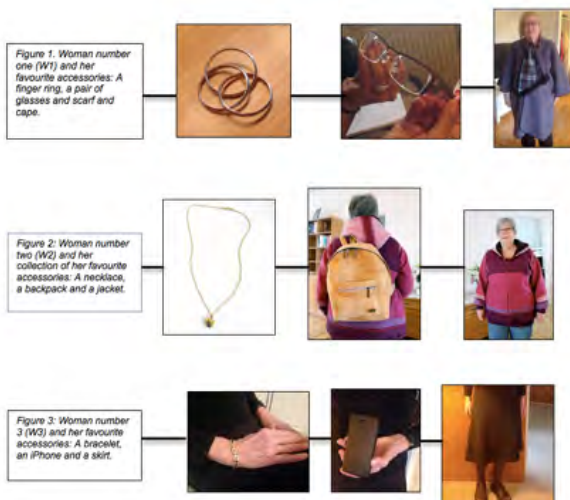 Figure 1. Woman number
one (W1) and her
favourite accessories: A
finger ring, a pair of
glasses and scarf and
cape.
Figure 2: Woman number
two (W2) and her
collection of her favourite
accessories: A necklace,
a backpack and a jacket.
Figure 3: Woman number
3 (W3) and her favourite
accessories: A bracelet,
an iPhone and a skirt.